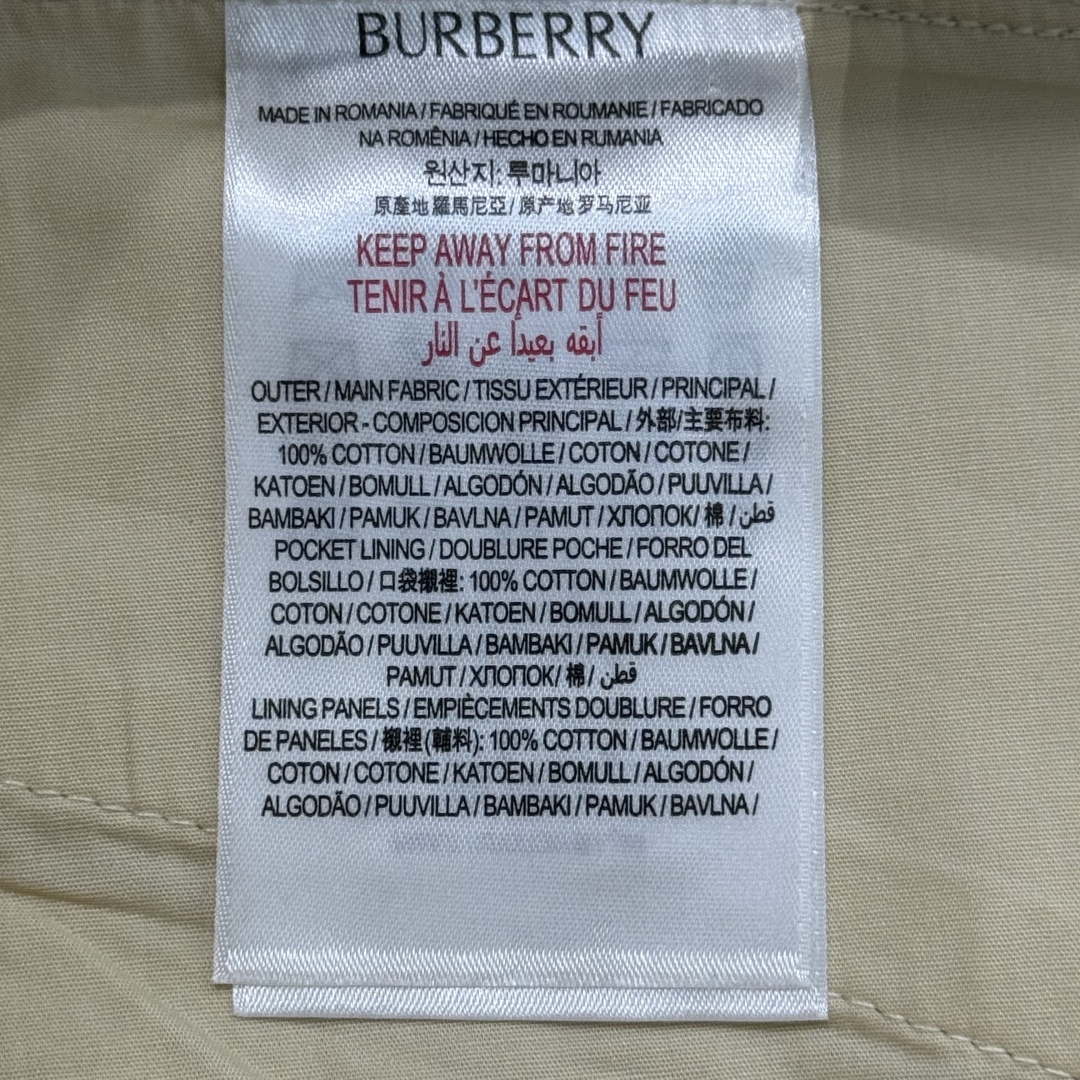 BURBERRY
MADE IN ROMANIA / FABRIQUÉ EN ROUMANIE / FABRICADO
NA ROMÊNIA / HECHO EN RUMANIA
원산지: 루마니아
原產地 羅馬尼亞/ 原产地 罗马尼亚
KEEP AWAY FROM FIRE
TENIR À L'ÉCART DU FEU
أبقه بعيداً عن النار
OUTER / MAIN FABRIC / TISSU EXTÉRIEUR / PRINCIPAL /
EXTERIOR - COMPOSICION PRINCIPAL / 外部/主要布料:
100% COTTON / BAUMWOLLE / COTON / COTONE /
KATOEN / BOMULL / ALGODÓN / ALGODÃO / PUUVILLA /
BAMBAKI / PAMUK / BAVLNA / PAMUT / ХЛОПОК/ 棉 / قطن
POCKET LINING / DOUBLURE POCHE / FORRO DEL
BOLSILLO / 口袋襯裡: 100% COTTON / BAUMWOLLE /
COTON / COTONE / KATOEN / BOMULL / ALGODÓN /
ALGODÃO / PUUVILLA / BAMBAKI / PAMUK / BAVLNA /
PAMUT / ХЛОПОК/ 棉 / قطن
LINING PANELS / EMPIÈCEMENTS DOUBLURE / FORRO
DE PANELES / 襯裡(輔料): 100% COTTON / BAUMWOLLE /
COTON / COTONE / KATOEN / BOMULL / ALGODÓN /
ALGODÃO / PUUVILLA / BAMBAKI / PAMUK / BAVLNA /